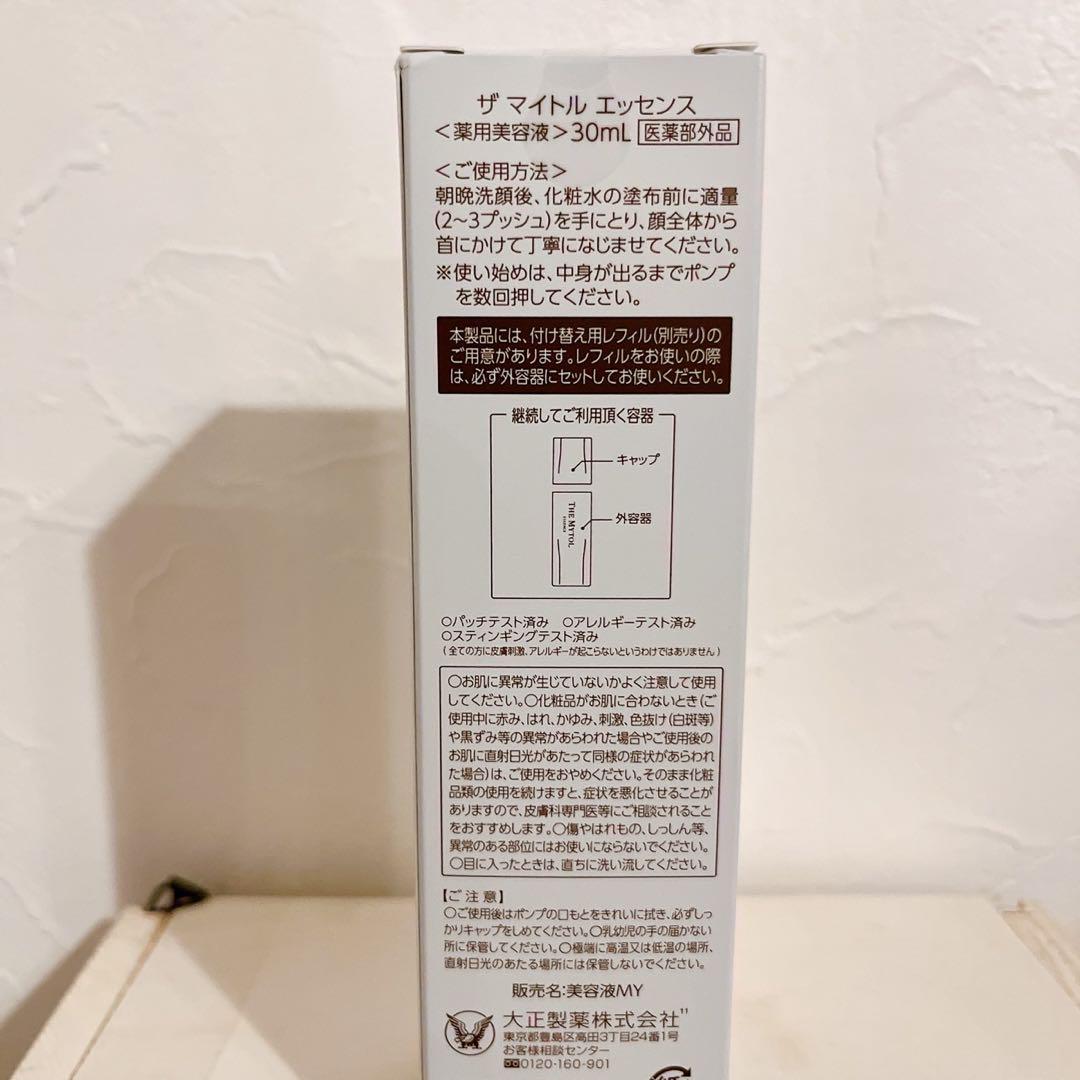 ザ マイトル エッセンス
＜薬用美容液＞30mL 医薬部外品
＜ご使用方法＞
朝晩洗顔後、化粧水の塗布前に適量
(2〜3プッシュ)を手にとり、顔全体から
首にかけて丁寧になじませてください。
※使い始めは、中身が出るまでポンプ
を数回押してください。
本製品には、付け替え用レフィル(別売り)の
ご用意があります。レフィルをお使いの際
は、必ず外容器にセットしてお使いください。
継続してご利用頂く容器
キャップ
THE MYTOL
外容器
○パッチテスト済み ○アレルギーテスト済み
○スティンギングテスト済み
(全ての方に皮膚刺激、アレルギーが起こらないというわけではありません)
○お肌に異常が生じていないかよく注意して使用
してください。○化粧品がお肌に合わないとき(ご
使用中に赤み、はれ、かゆみ、刺激、色抜け(白斑等)
や黒ずみ等の異常があらわれた場合やご使用後の
お肌に直射日光があたって同様の症状があらわれ
た場合)は、ご使用をおやめください。そのまま化粧
品類の使用を続けますと、症状を悪化させることが
ありますので、皮膚科専門医等にご相談されること
をおすすめします。○傷やはれもの、しっしん等、
異常のある部位にはお使いにならないでください。
○目に入ったときは、直ちに洗い流してください。
【ご注意】
○ご使用後はポンプの口もとをきれいに拭き、必ずしっ
かりキャップをしめてください。○乳幼児の手の届かない
所に保管してください。○極端に高温又は低温の場所、
直射日光のあたる場所には保管しないでください。
販売名:美容液MY
大正製薬株式会社"
東京都豊島区高田3丁目24番1号
お客様相談センター
0120-160-901